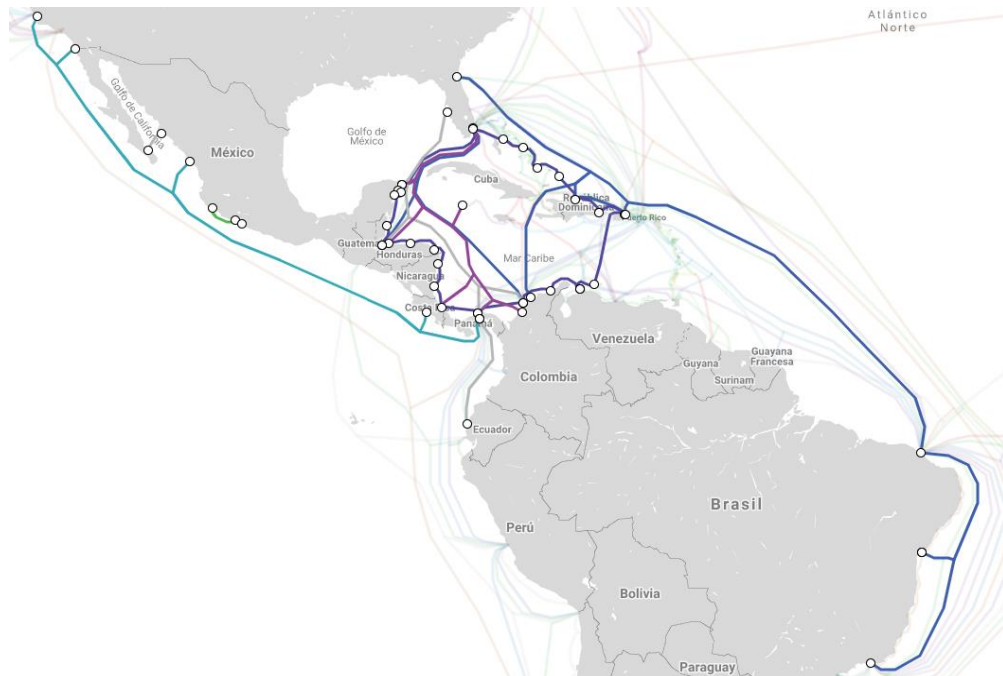 Atlántico
Norte
Golfo de California
Golfo de
México
México
Cuba
República
Dominicana
Puerto Rico
Guatemala
Honduras
Mar Caribe
Nicaragua
Costa Rica
Panamá
Venezuela
Guyana
Guayana
Francesa
Surinam
Colombia
Ecuador
Brasil
Perú
Bolivia
Paraguay